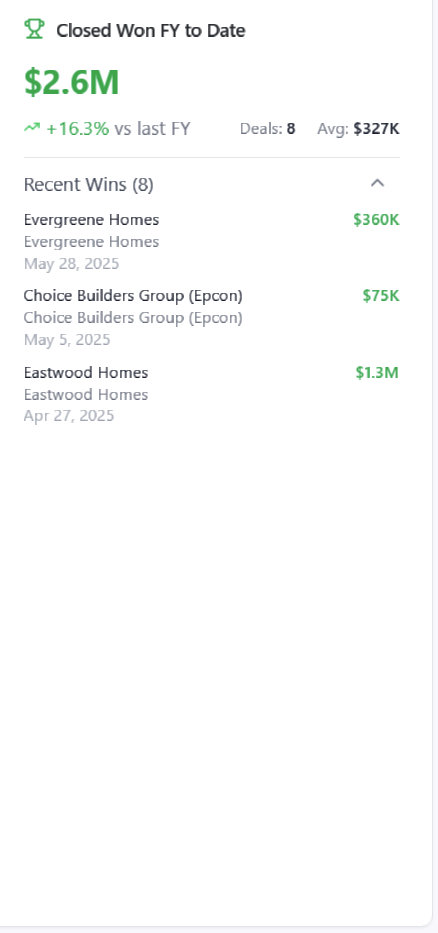 Closed Won FY to Date
$2.6M
+16.3% vs last FY Deals: 8 Avg: $327K
Recent Wins (8)
Evergreene Homes $360K
Evergreene Homes
May 28, 2025
Choice Builders Group (Epcon) $75K
Choice Builders Group (Epcon)
May 5, 2025
Eastwood Homes $1.3M
Eastwood Homes
Apr 27, 2025